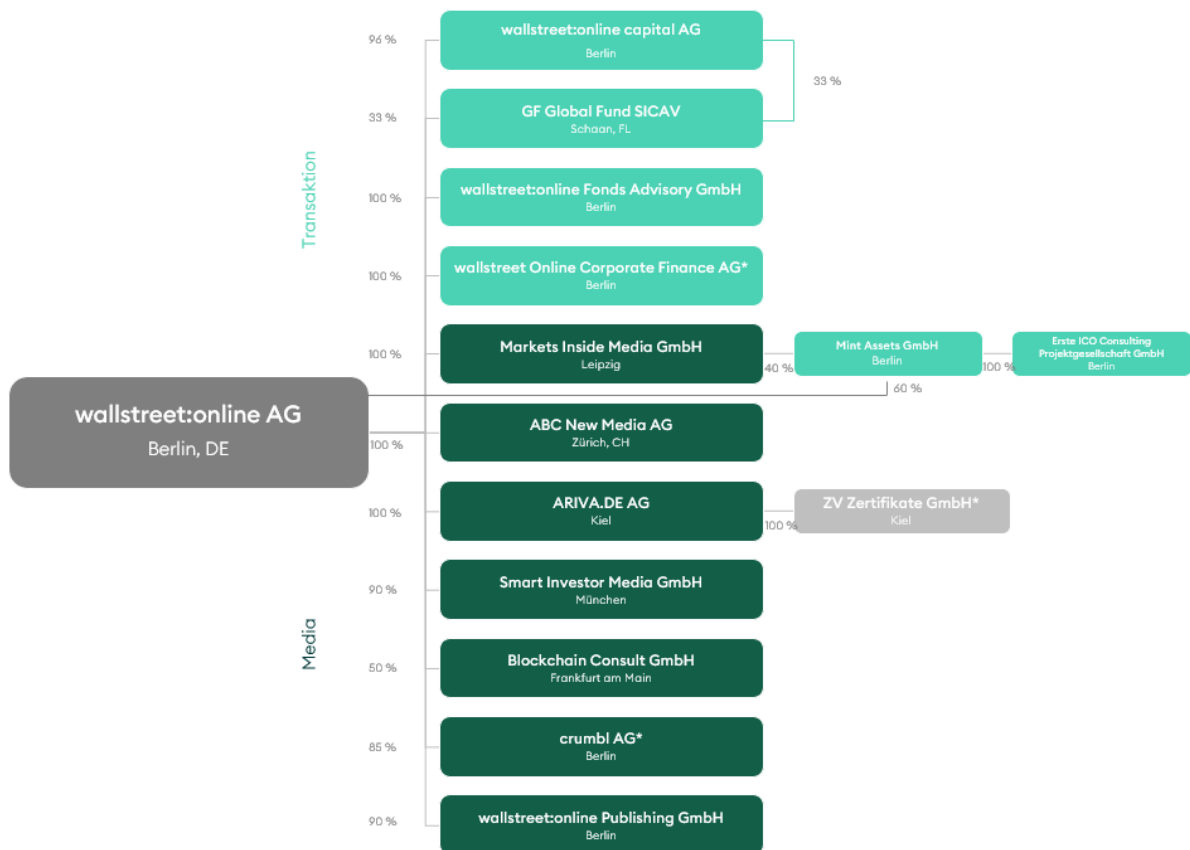 96 %
wallstreet:online capital AG
Berlin
33 %
33 %
GF Global Fund SICAV
Schaan, FL
Transaktion
100 %
wallstreet:online Fonds Advisory GmbH
Berlin
100 %
wallstreet Online Corporate Finance AG*
Berlin
100 %
Markets Inside Media GmbH
Leipzig
40 %
Mint Assets GmbH
Berlin
100 %
Erste ICO Consulting
Projektgesellschaft GmbH
Berlin
60 %
wallstreet:online AG
Berlin, DE
100 %
ABC New Media AG
Zürich, CH
100 %
ARIVA.DE AG
Kiel
100 %
ZV Zertifikate GmbH*
Kiel
90 %
Smart Investor Media GmbH
München
Media
50 %
Blockchain Consult GmbH
Frankfurt am Main
85 %
crumbl AG*
Berlin
90 %
wallstreet:online Publishing GmbH
Berlin